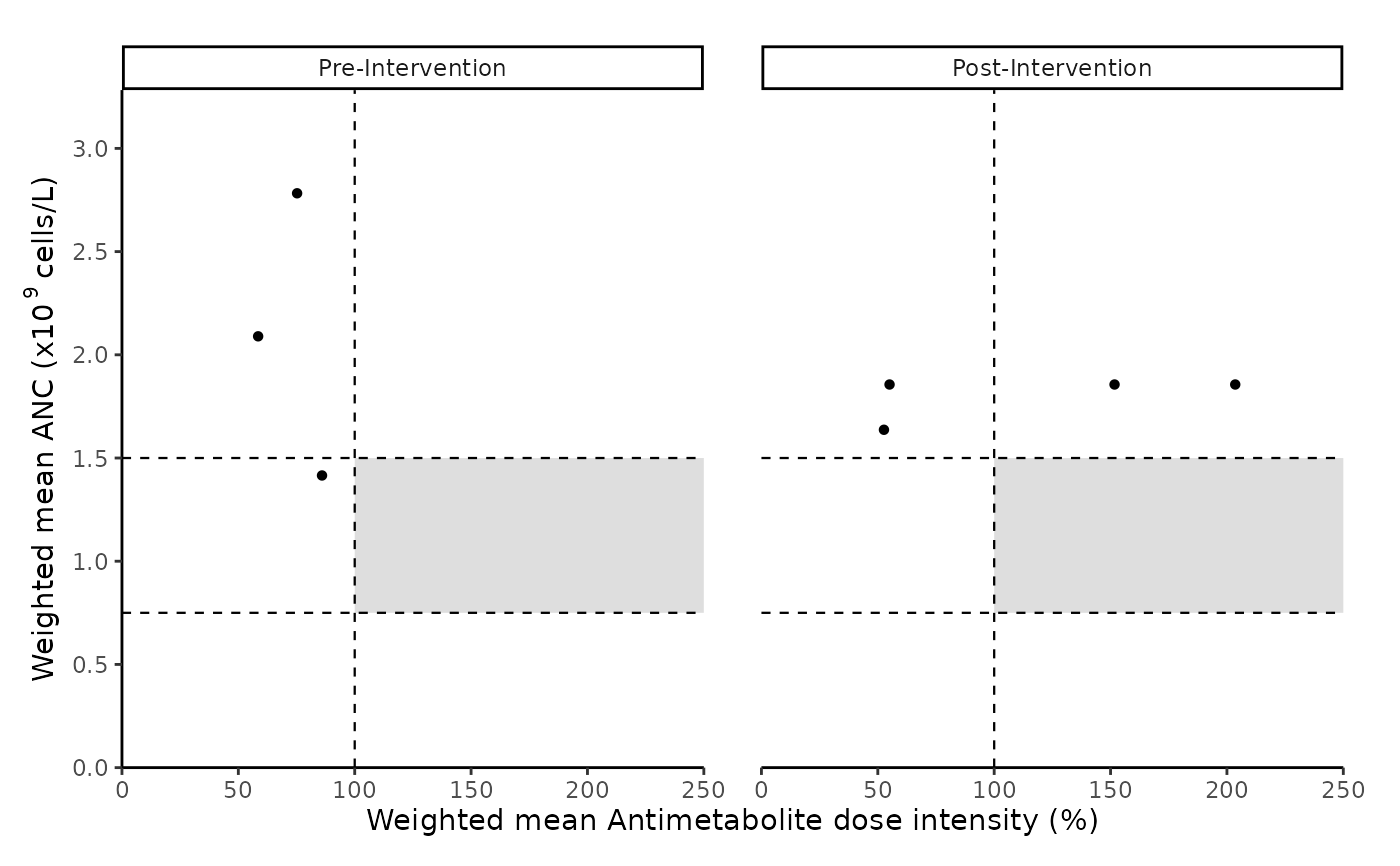 Pre-Intervention
Post-Intervention
Weighted mean ANC (x10⁹ cells/L)
3.0
2.5
2.0
1.5
1.0
0.5
0.0
0 50 100 150 200 250
0 50 100 150 200 250
Weighted mean Antimetabolite dose intensity (%)